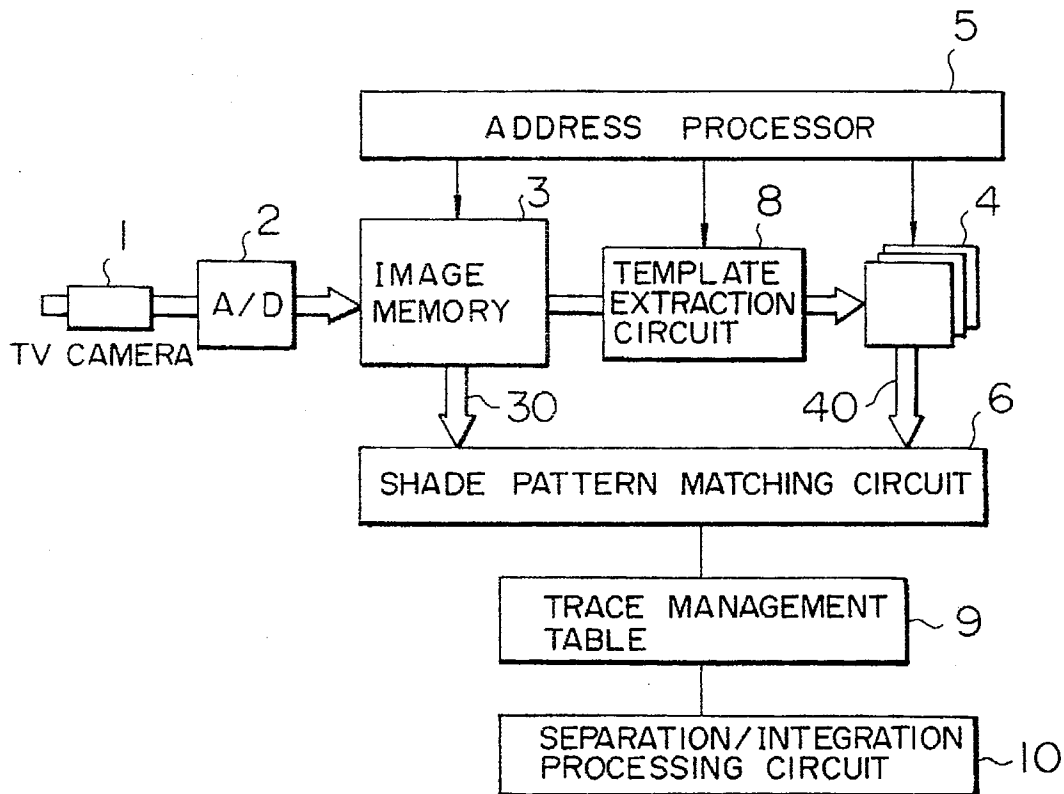 5
ADDRESS PROCESSOR
1
2
3
8
4
A/D
IMAGE
MEMORY
TEMPLATE
EXTRACTION
CIRCUIT
TV CAMERA
30
40
6
SHADE PATTERN MATCHING CIRCUIT
TRACE MANAGEMENT
TABLE
9
SEPARATION/INTEGRATION
PROCESSING CIRCUIT
10